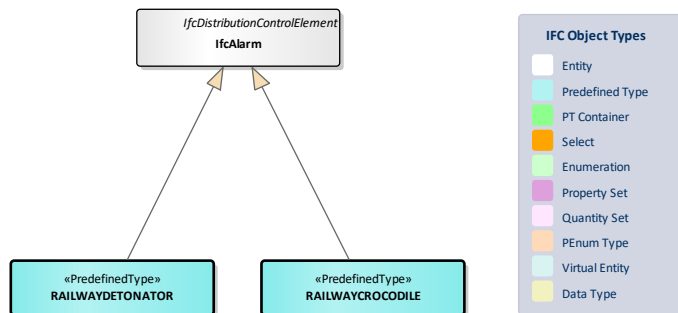 IfcDistributionControlElement
IfcAlarm
«PredefinedType»
RAILWAYDETONATOR
«PredefinedType»
RAILWAYCROCODILE
IFC Object Types
Entity
Predefined Type
PT Container
Select
Enumeration
Property Set
Quantity Set
PEnum Type
Virtual Entity
Data Type